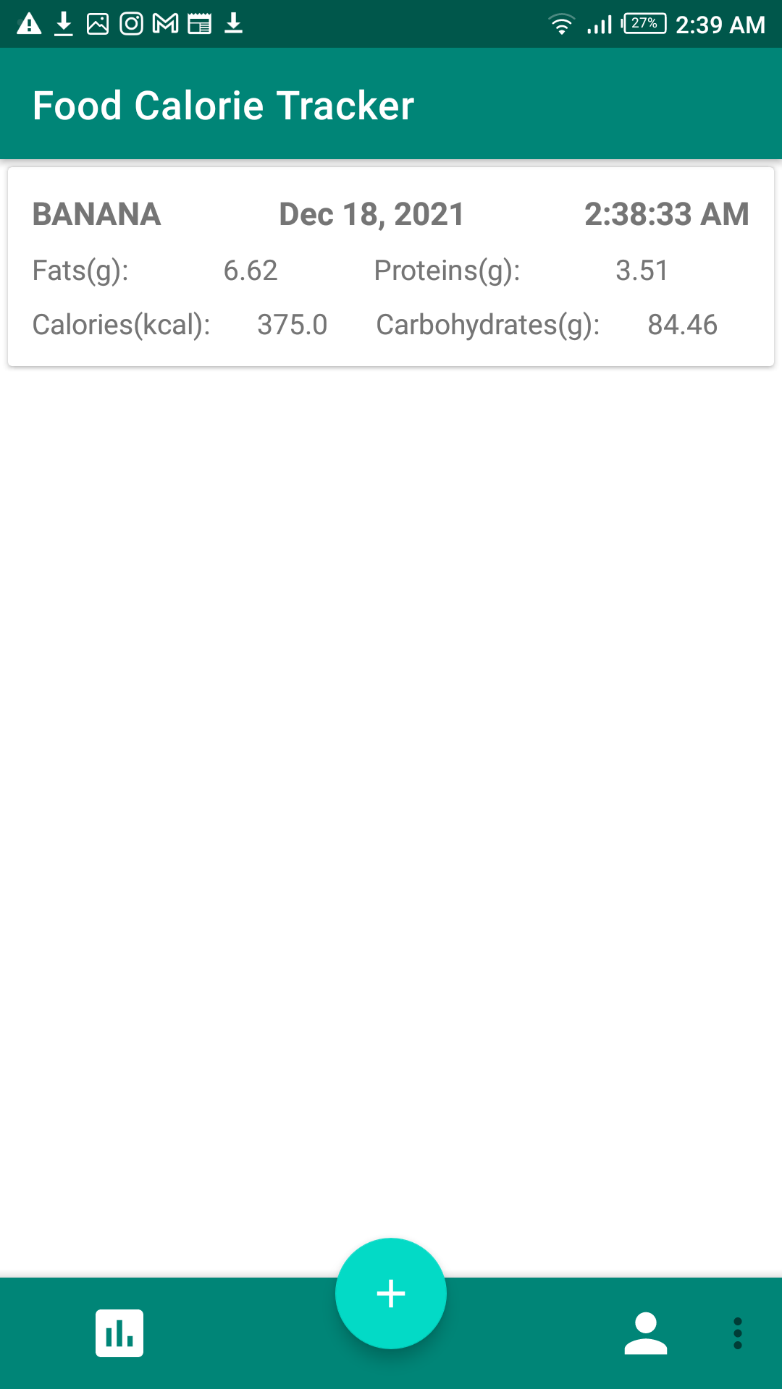 27% 2:39 AM
Food Calorie Tracker
BANANA Dec 18, 2021 2:38:33 AM
Fats(g): 6.62 Proteins(g): 3.51
Calories(kcal): 375.0 Carbohydrates(g): 84.46